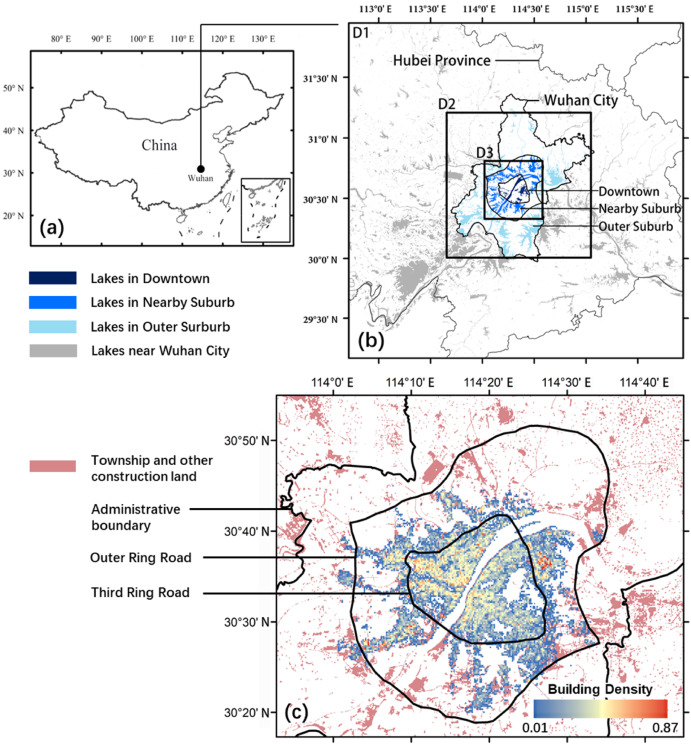 80° E 90° E 100° E 110° E 120° E 130° E
50° N
40° N
30° N
20° N
China
Wuhan
(a)
113°0' E 113°30' E 114°0' E 114°30' E 115°0' E 115°30' E
D1
31°30' N
31°0' N
30°30' N
30°0' N
29°30' N
Hubei Province
D2
Wuhan City
D3
Downtown
Nearby Suburb
Outer Suburb
(b)
Lakes in Downtown
Lakes in Nearby Suburb
Lakes in Outer Surburb
Lakes near Wuhan City
114°0' E 114°10' E 114°20' E 114°30' E 114°40' E
30°50' N
30°40' N
30°30' N
30°20' N
Township and other
construction land
Administrative
boundary
Outer Ring Road
Third Ring Road
(c)
Building Density
0.01 0.87